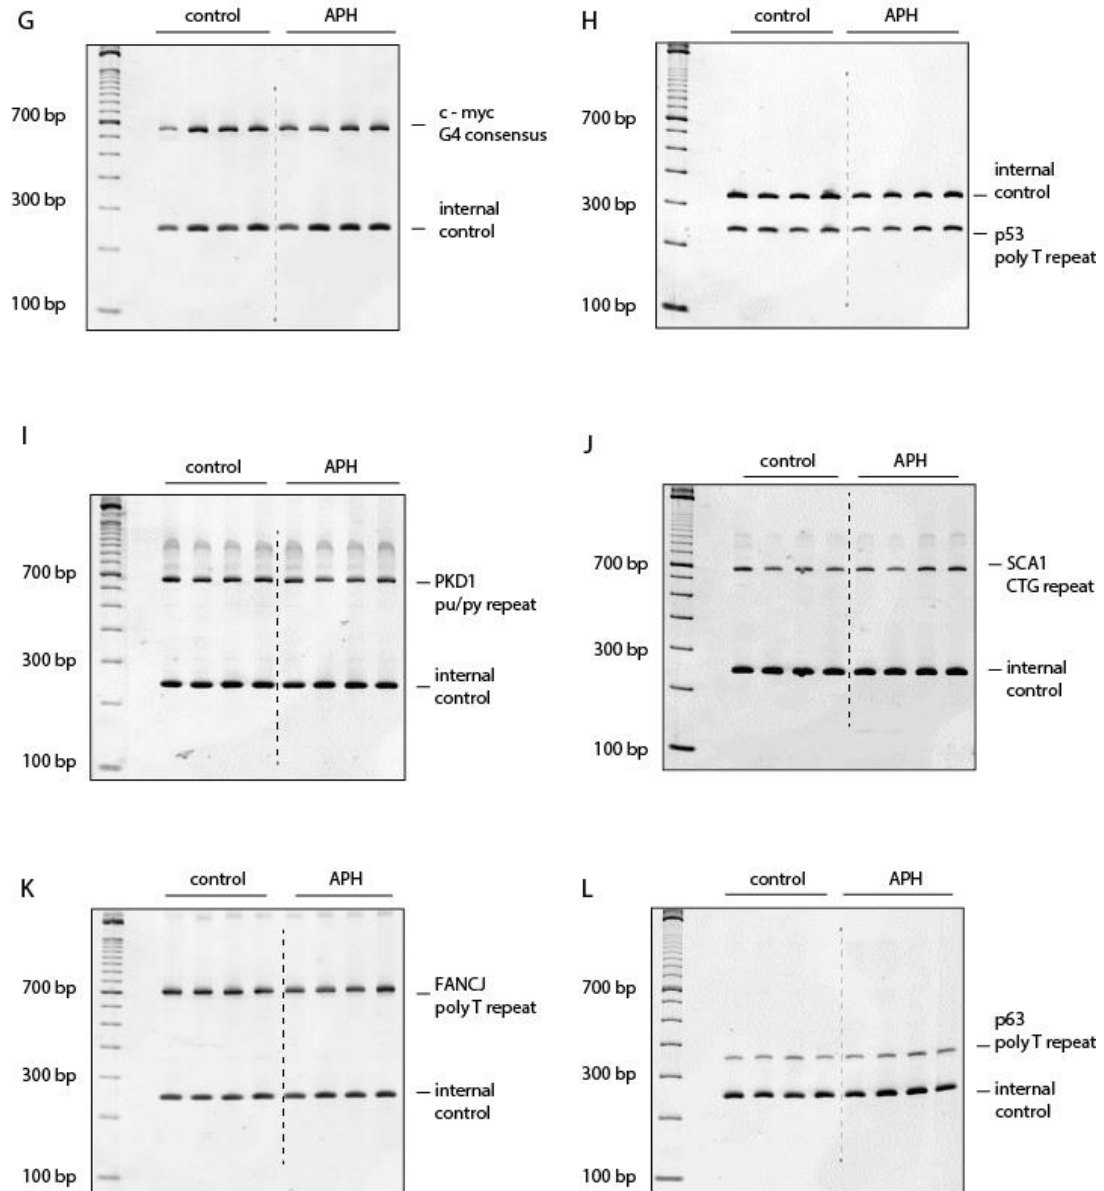 G
control
APH
700 bp
c - myc
G4 consensus
300 bp
internal
control
100 bp
H
control
APH
700 bp
internal
control
300 bp
p53
poly T repeat
100 bp
I
control
APH
700 bp
PKD1
pu/py repeat
300 bp
internal
control
100 bp
J
control
APH
700 bp
SCA1
CTG repeat
300 bp
internal
control
100 bp
K
control
APH
700 bp
FANCJ
poly T repeat
300 bp
internal
control
100 bp
L
control
APH
700 bp
p63
poly T repeat
300 bp
internal
control
100 bp